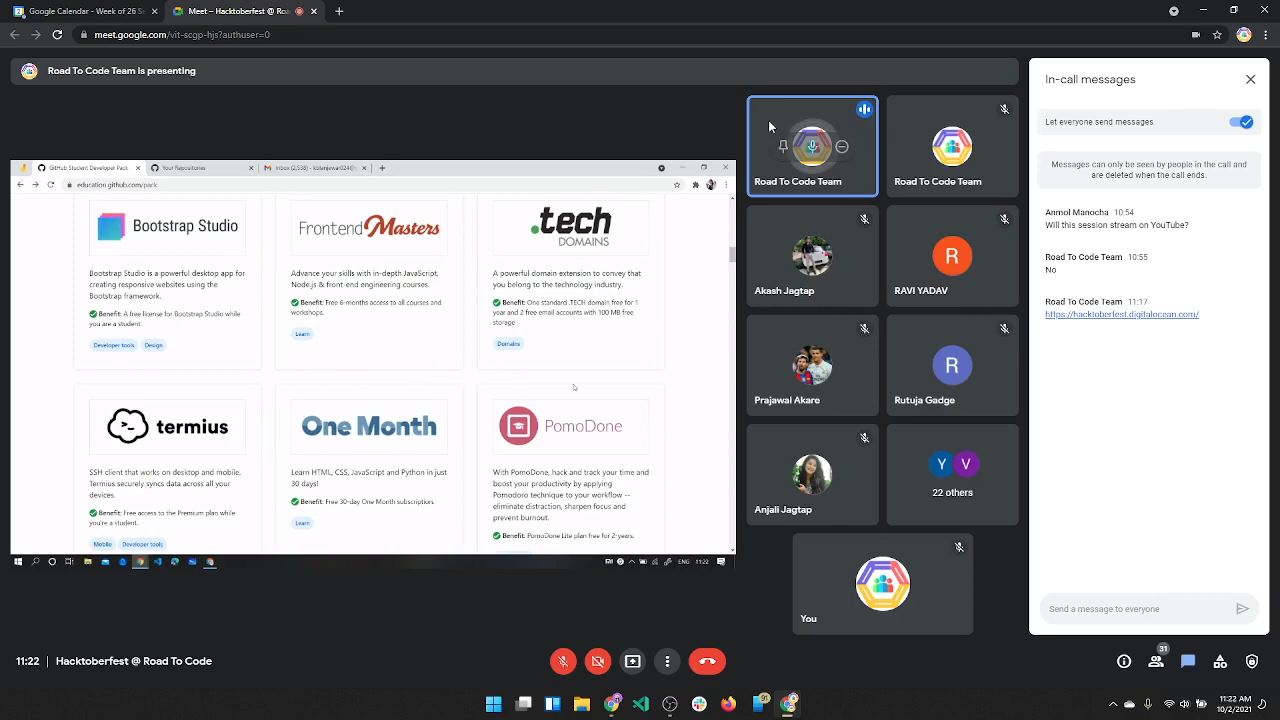 Google Calendar - Week of 26 S
Meet – Hacktoberfest @ Roa
meet.google.com/vit-scgp-hjs?authuser=0
Road To Code Team is presenting
GitHub Student Developer Pack
Your Repositories
education.github.com/pack
Bootstrap Studio
Bootstrap Studio is a powerful desktop app for
creating responsive websites using the
Bootstrap framework.
Benefit: A free license for Bootstrap Studio while
you are a student.
Developer tools
Design
Frontend Masters
Advance your skills with in-depth JavaScript,
Node.js & front-end engineering courses.
Benefit: Free 6-months access to all courses and
workshops.
Learn
.tech
DOMAINS
A powerful domain extension to convey that
you belong to the technology industry.
Benefit: One standard .TECH domain free for 1
year and 2 free email accounts with 100 MB free
storage
Domains
termius
SSH client that works on desktop and mobile.
Termius securely syncs data across all your
devices.
Benefit: Free access to the Premium plan while
you're a student.
Mobile
Developer tools
One Month
Learn HTML, CSS, JavaScript and Python in just
30 days!
Benefit: Free 30-day One Month subscription.
Learn
PomoDone
With PomoDone, hack and track your time and
boost your productivity by applying
Pomodoro technique to your workflow --
eliminate distraction, sharpen focus and
prevent burnout.
Benefit: PomoDone Lite plan free for 2-years.
ENG
11:22
Road To Code Team
Road To Code Team
Akash Jagtap
R
RAVI YADAV
Prajawal Akare
R
Rutuja Gadge
Anjali Jagtap
Y
V
22 others
You
In-call messages
Let everyone send messages
Messages can only be seen by people in the call and
are deleted when the call ends.
Anmol Manocha 10:54
Will this session stream on YouTube?
Road To Code Team 10:55
No
Road To Code Team 11:17
https://hacktoberfest.digitalocean.com/
Send a message to everyone
11:22 | Hacktoberfest @ Road To Code
31
91
11:22 AM
10/2/2021